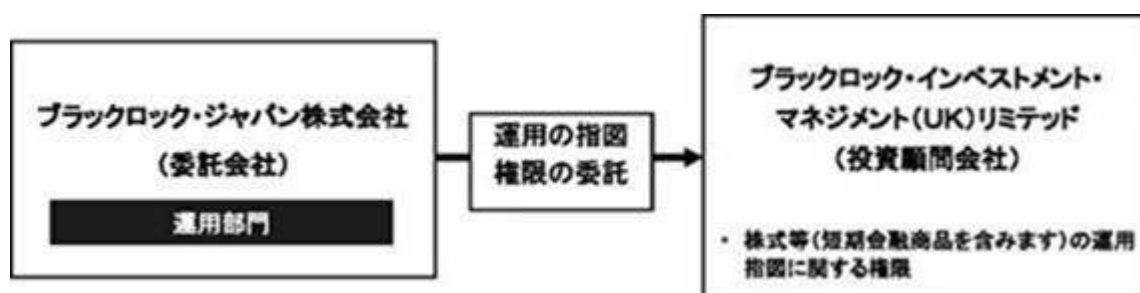 ブラックロック・ジャパン株式会社
(委託会社)
運用部門
運用の指図
権限の委託
ブラックロック・インベストメント・
マネジメント(UK)リミテッド
(投資顧問会社)
・ 株式等(短期金融商品を含みます)の運用
指図に関する権限